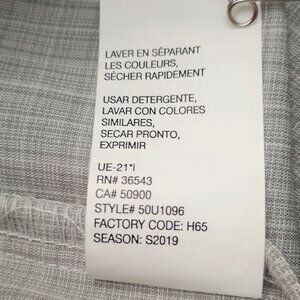 LAVER EN SÉPARANT
LES COULEURS,
SÉCHER RAPIDEMENT
USAR DETERGENTE,
LAVAR CON COLORES
SIMILARES,
SECAR PRONTO,
EXPRIMIR
UE-21*I
RN# 36543
CA# 50900
STYLE# 50U1096
FACTORY CODE: H65
SEASON: S2019